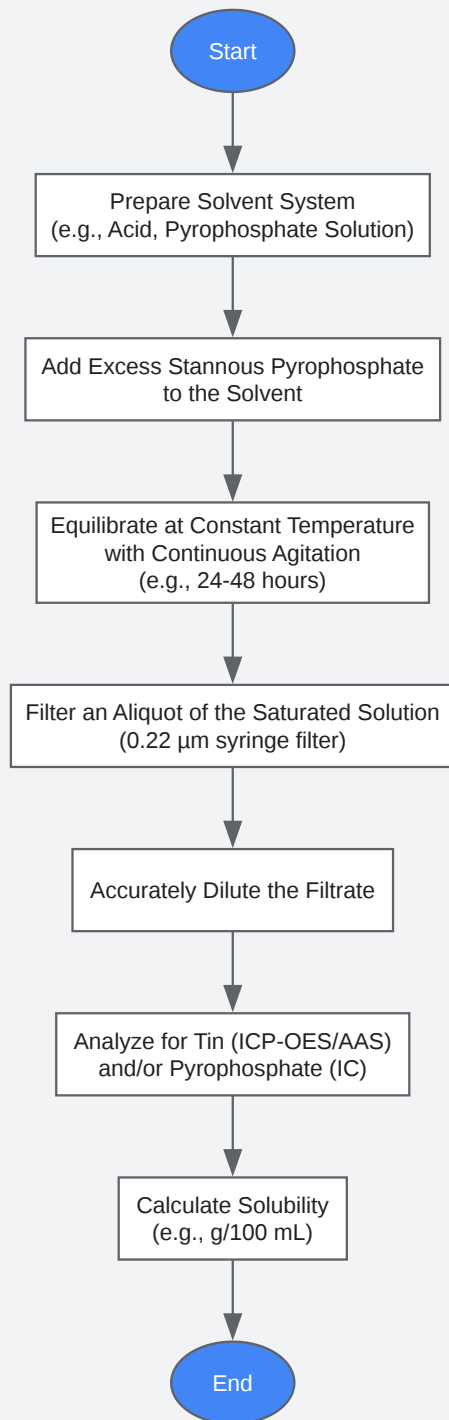 Start
Prepare Solvent System
(e.g., Acid, Pyrophosphate Solution)
Add Excess Stannous Pyrophosphate
to the Solvent
Equilibrate at Constant Temperature
with Continuous Agitation
(e.g., 24-48 hours)
Filter an Aliquot of the Saturated Solution
(0.22 µm syringe filter)
Accurately Dilute the Filtrate
Analyze for Tin (ICP-OES/AAS)
and/or Pyrophosphate (IC)
Calculate Solubility
(e.g., g/100 mL)
End